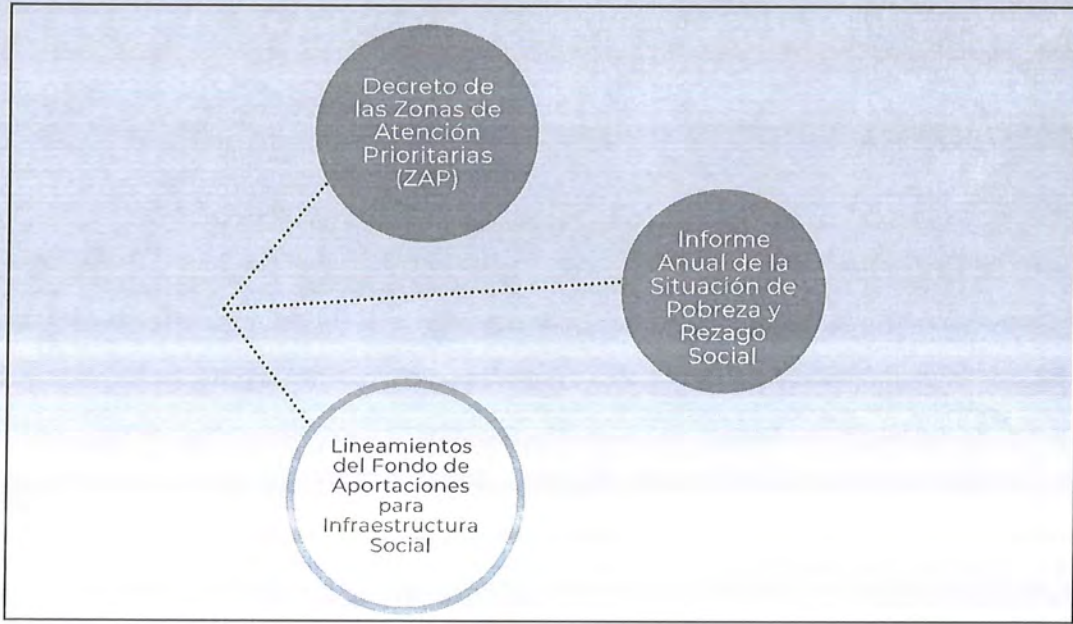 Decreto de
las Zonas de
Atención
Prioritarias
(ZAP)
Informe
Anual de la
Situación de
Pobreza y
Rezago
Social
Lineamientos
del Fondo de
Aportaciones
para
Infraestructura
Social